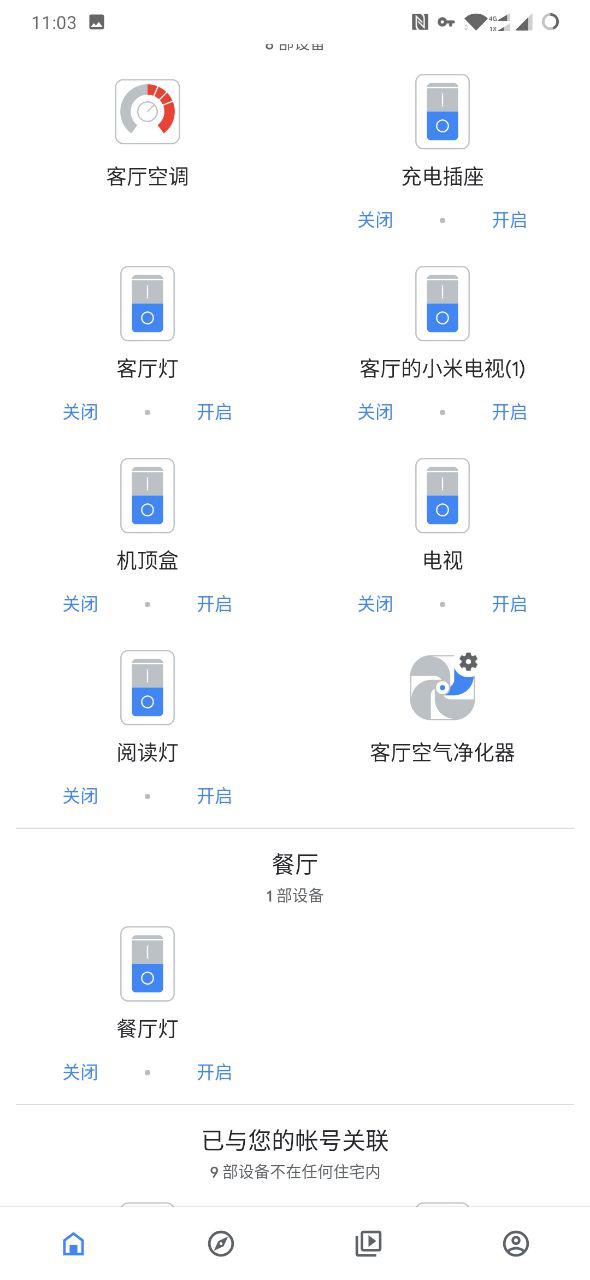 11:03
8 部设备
客厅空调
充电插座
关闭 • 开启
客厅灯
客厅的小米电视(1)
关闭 • 开启
关闭 • 开启
机顶盒
电视
关闭 • 开启
关闭 • 开启
阅读灯
客厅空气净化器
关闭 • 开启
餐厅
1 部设备
餐厅灯
关闭 • 开启
已与您的帐号关联
9 部设备不在任何住宅内